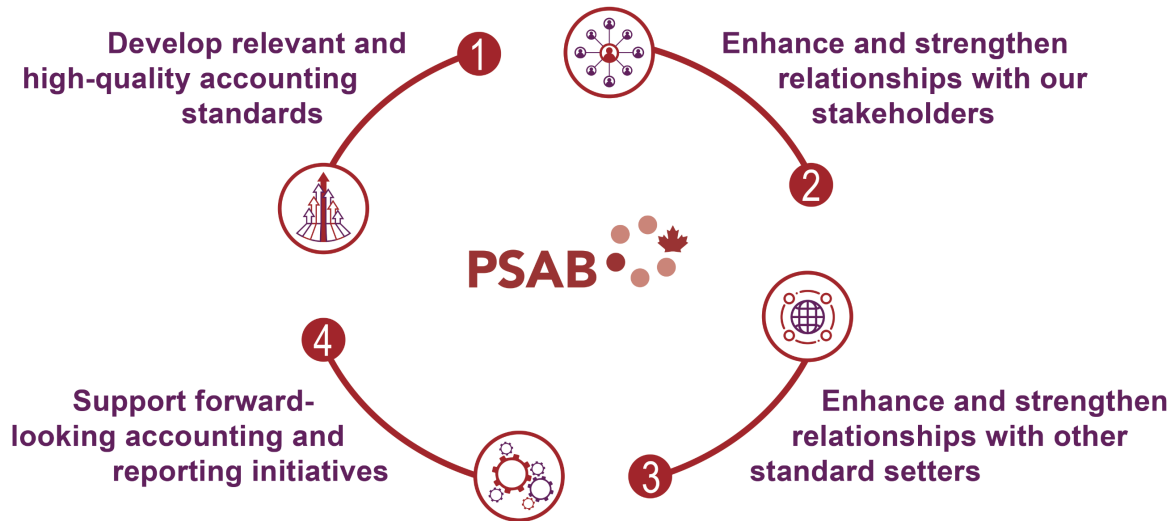 1
Develop relevant and
high-quality accounting
standards
Enhance and strengthen
relationships with our
stakeholders
2
PSAB
3
Enhance and strengthen
relationships with other
standard setters
4
Support forward-
looking accounting and
reporting initiatives